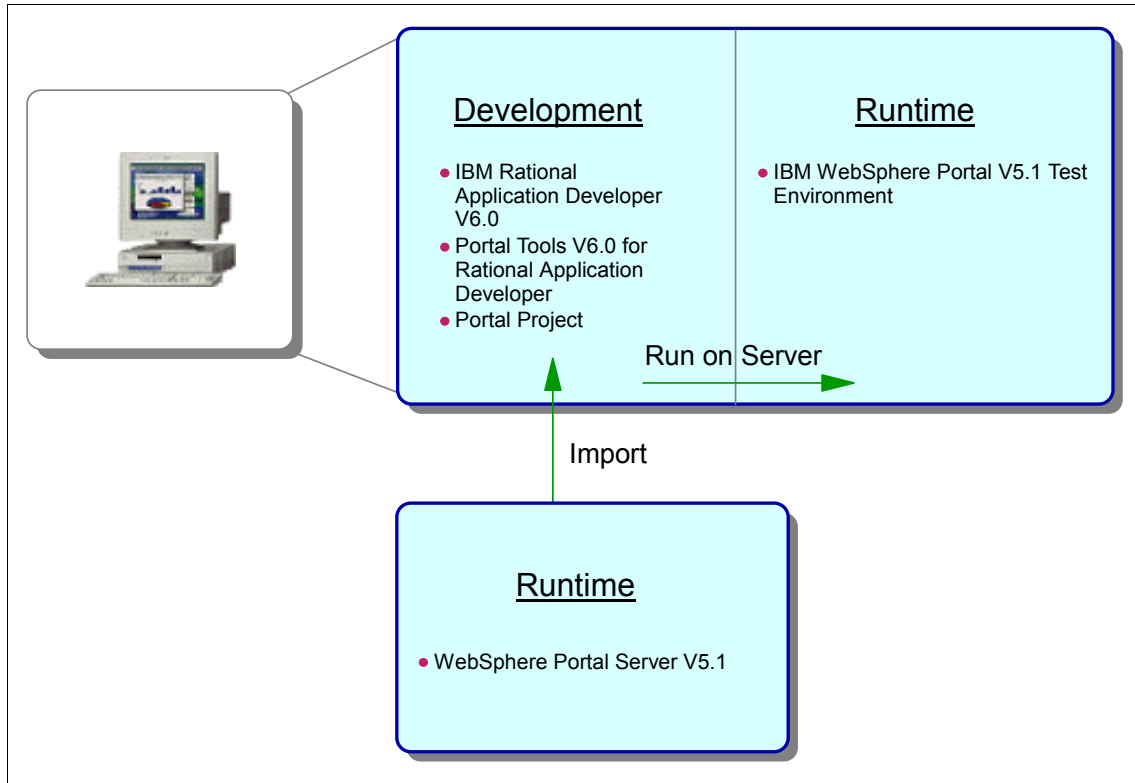 Development
IBM Rational
Application Developer
V6.0
Portal Tools V6.0 for
Rational Application
Developer
Portal Project
Runtime
IBM WebSphere Portal V5.1 Test
Environment
Run on Server
Import
Runtime
WebSphere Portal Server V5.1